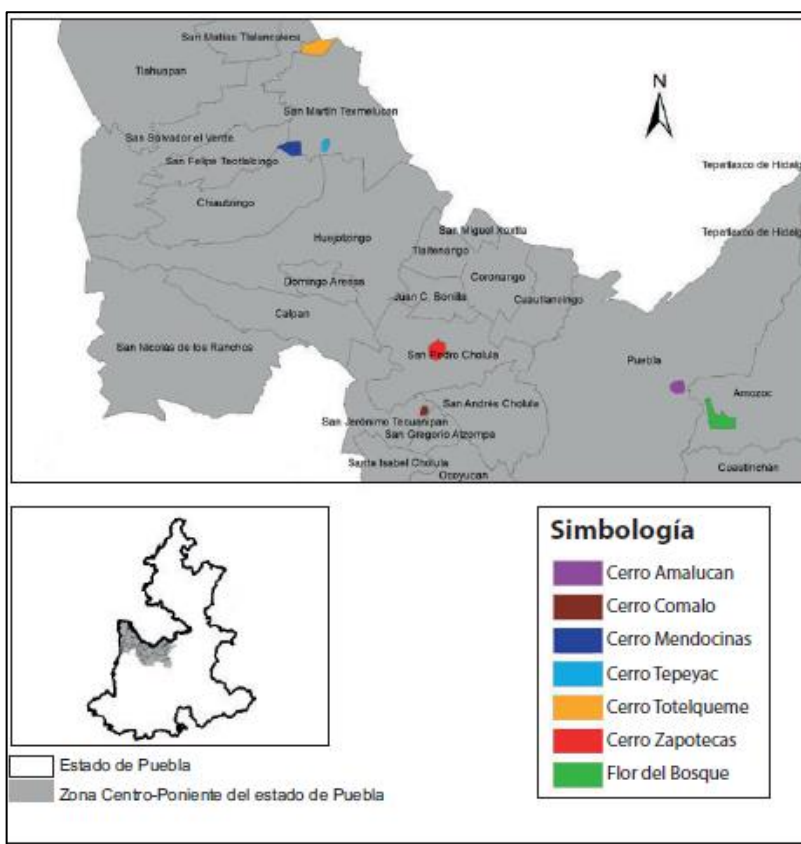 San Matías Tlalancaleca
Tlahuapan
N
San Martín Texmelucan
San Salvador el Verde
San Felipe Teotlalcingo
Tepatlaxco de Hidalg
Chiautzingo
San Miguel Xoxtla
Tepatlaxco de Hidalg
Huejotzingo
Tlaltenango
Coronango
Domingo Arenas
Juan C. Bonilla
Cuautlancingo
Calpan
San Nicolás de los Ranchos
San Pedro Cholula
Puebla
Amozoc
San Andrés Cholula
San Jerónimo Tecuanipan
San Gregorio Atzompa
Santa Isabel Cholula
Cuautinchán
Ocoyucan
Simbología
Cerro Amalucan
Cerro Comalo
Cerro Mendocinas
Cerro Tepeyac
Cerro Totelqueme
Cerro Zapotecas
Flor del Bosque
Estado de Puebla
Zona Centro-Poniente del estado de Puebla